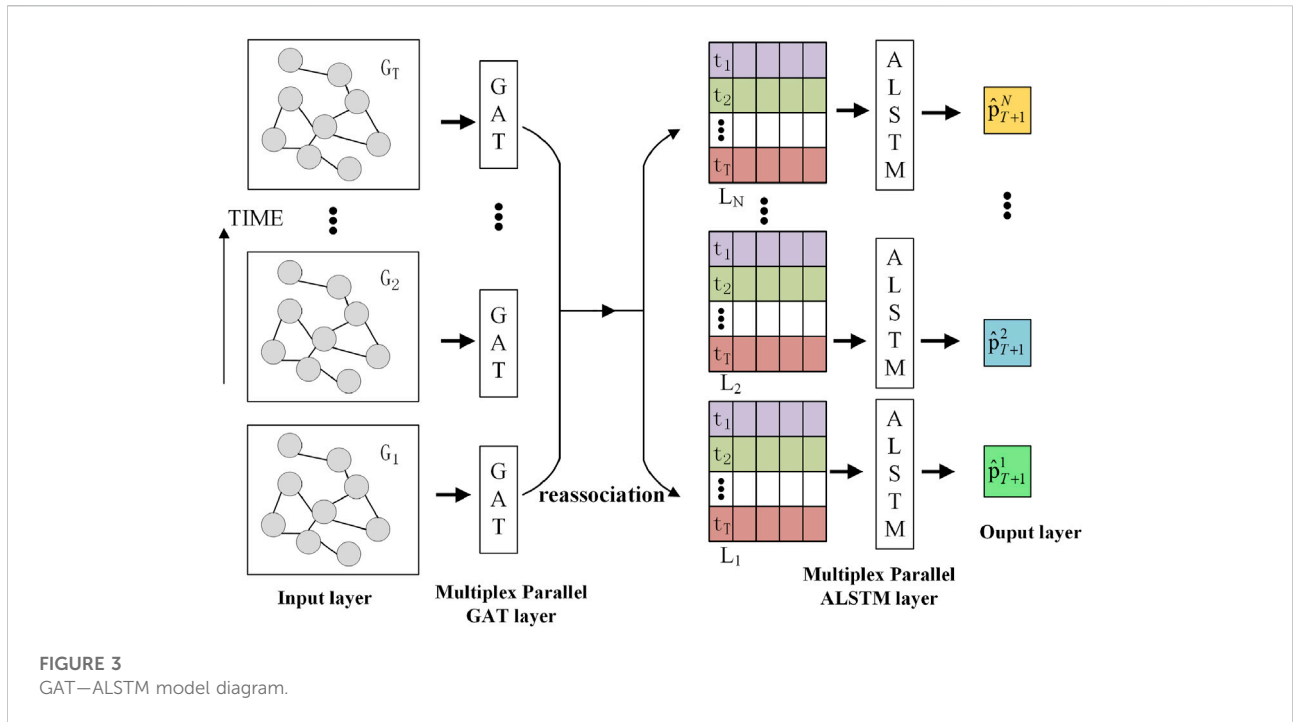 G_T
G
A
T
t_1
t_2
t_T
L_N
A
L
S
T
M
p̂^N_{T+1}
TIME
G_2
G
A
T
t_1
t_2
t_T
L_2
A
L
S
T
M
p̂^2_{T+1}
G_1
G
A
T
reassociation
t_1
t_2
t_T
L_1
A
L
S
T
M
p̂^1_{T+1}
Input layer
Multiplex Parallel
GAT layer
Multiplex Parallel
ALSTM layer
Ouput layer
FIGURE 3
GAT—ALSTM model diagram.